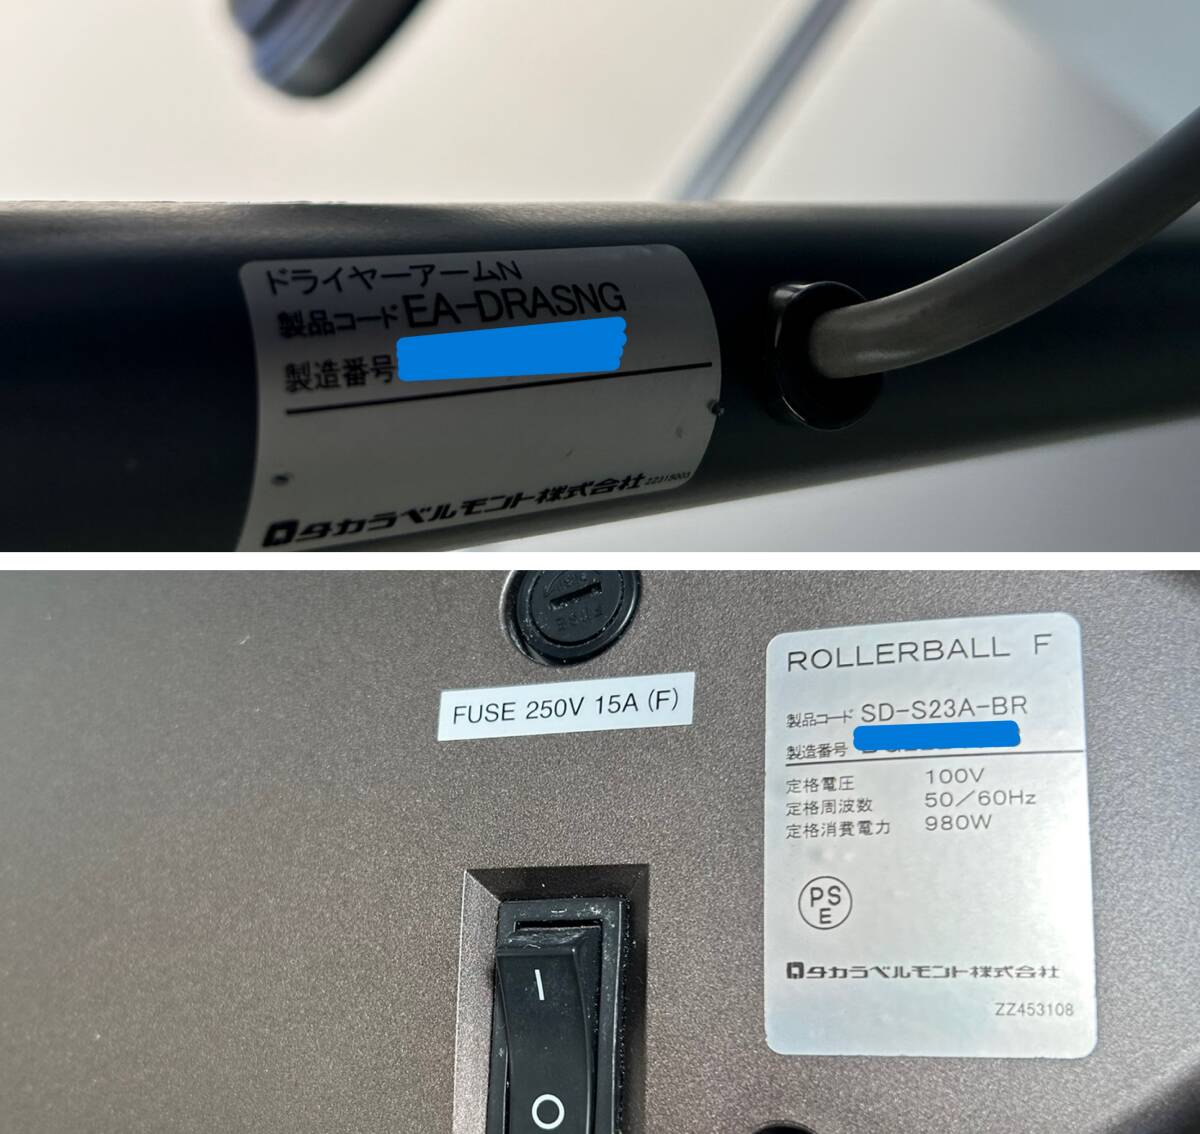 ドライヤーアームN
製品コード EA-DRASNG
製造番号
タカラベルモント株式会社
FUSE
FUSE 250V 15A (F)
ROLLERBALL F
製品コード SD-S23A-BR
製造番号
定格電圧 100V
定格周波数 50/60Hz
定格消費電力 980W
PS
E
タカラベルモント株式会社
ZZ453108